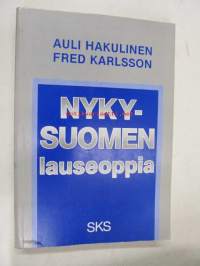 AULI HAKULINEN
FRED KARLSSON
NYKY-
SUOMEN
lauseoppia
SKS